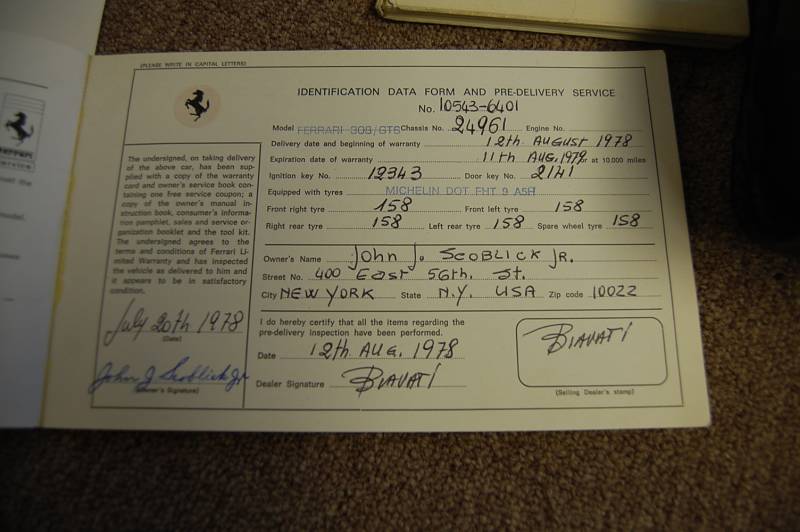 (PLEASE WRITE IN CAPITAL LETTERS)
IDENTIFICATION DATA FORM AND PRE-DELIVERY SERVICE
No. 10543-6401
Model FERRARI 308/GTS Chassis No. 24961 Engine No.
Delivery date and beginning of warranty 12th AUGUST 1978
Expiration date of warranty 11th AUG. 1979. at 10.000 miles
Ignition key No. 12343 Door key No. 2141
Equipped with tyres MICHELIN DOT FHT 9 A5H
Front right tyre 158 Front left tyre 158
Rear right tyre 158 Left rear tyre 158 Spare wheel tyre 158
Owner's Name John J. SCOBLICK JR.
Street No. 400 EAST 56th. St.
City NEW YORK State N.Y. USA Zip code 10022
I do hereby certify that all the items regarding the
pre-delivery inspection have been performed.
Date 12th AUG. 1978
Dealer Signature BIAVATI
BIAVATI
(Selling Dealer's stamp)
The undersigned, on taking delivery
of the above car, has been sup-
plied with a copy of the warranty
card and owner's service book con-
taining one free service coupon; a
copy of the owner's manual in-
struction book, consumer's informa-
tion pamphlet, sales and service or-
ganization booklet and the tool kit.
The undersigned agrees to the
terms and conditions of Ferrari Li-
mited Warranty and has inspected
the vehicle as delivered to him and
it appears to be in satisfactory
condition.
July 20th 1978
(Date)
John J Scoblick Jr
(Owner's Signature)